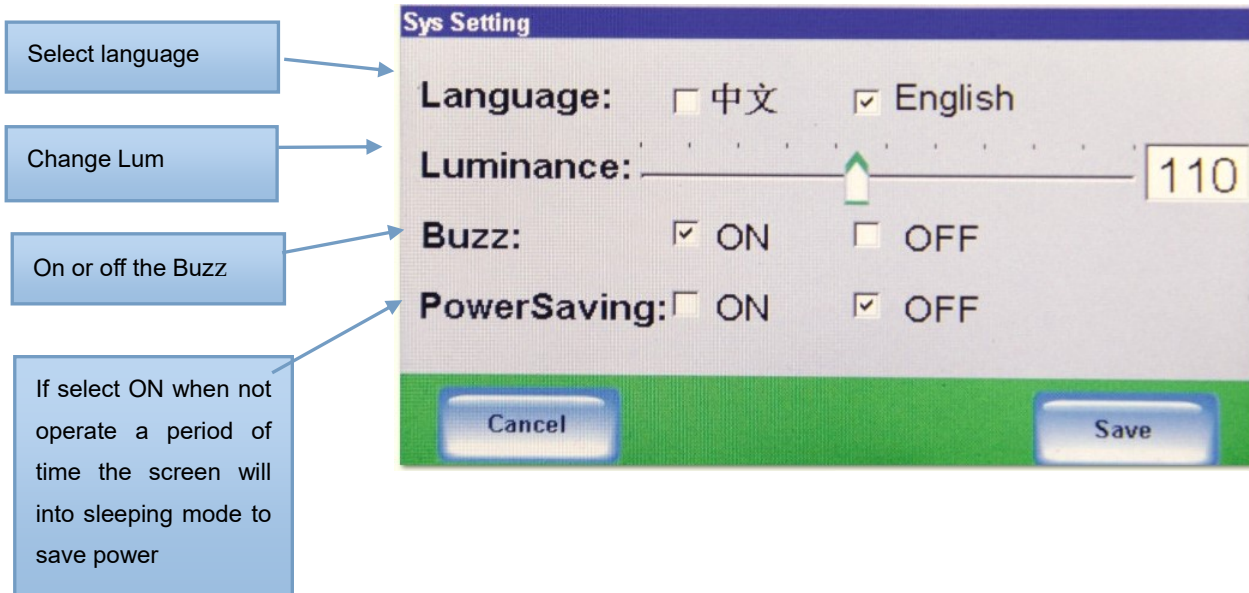 Sys Setting
Select language
Language: 中文 English
Change Lum
Luminance: 110
On or off the Buzz
Buzz: ON OFF
PowerSaving: ON OFF
If select ON when not
operate a period of
time the screen will
into sleeping mode to
save power
Cancel Save